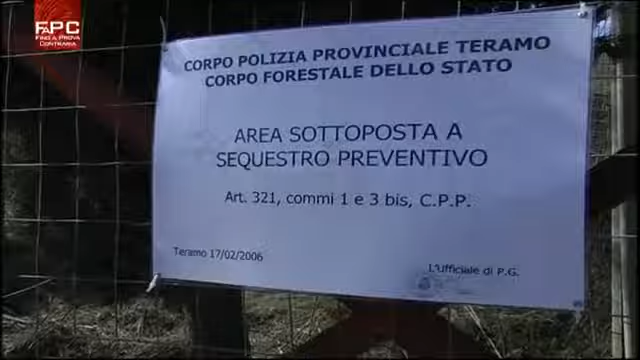 FAPC
FINO A PROVA
CONTRARIA
CORPO POLIZIA PROVINCIALE TERAMO
CORPO FORESTALE DELLO STATO
AREA SOTTOPOSTA A
SEQUESTRO PREVENTIVO
Art. 321, commi 1 e 3 bis, C.P.P.
Teramo 17/02/2006
L'Ufficiale di P.G.